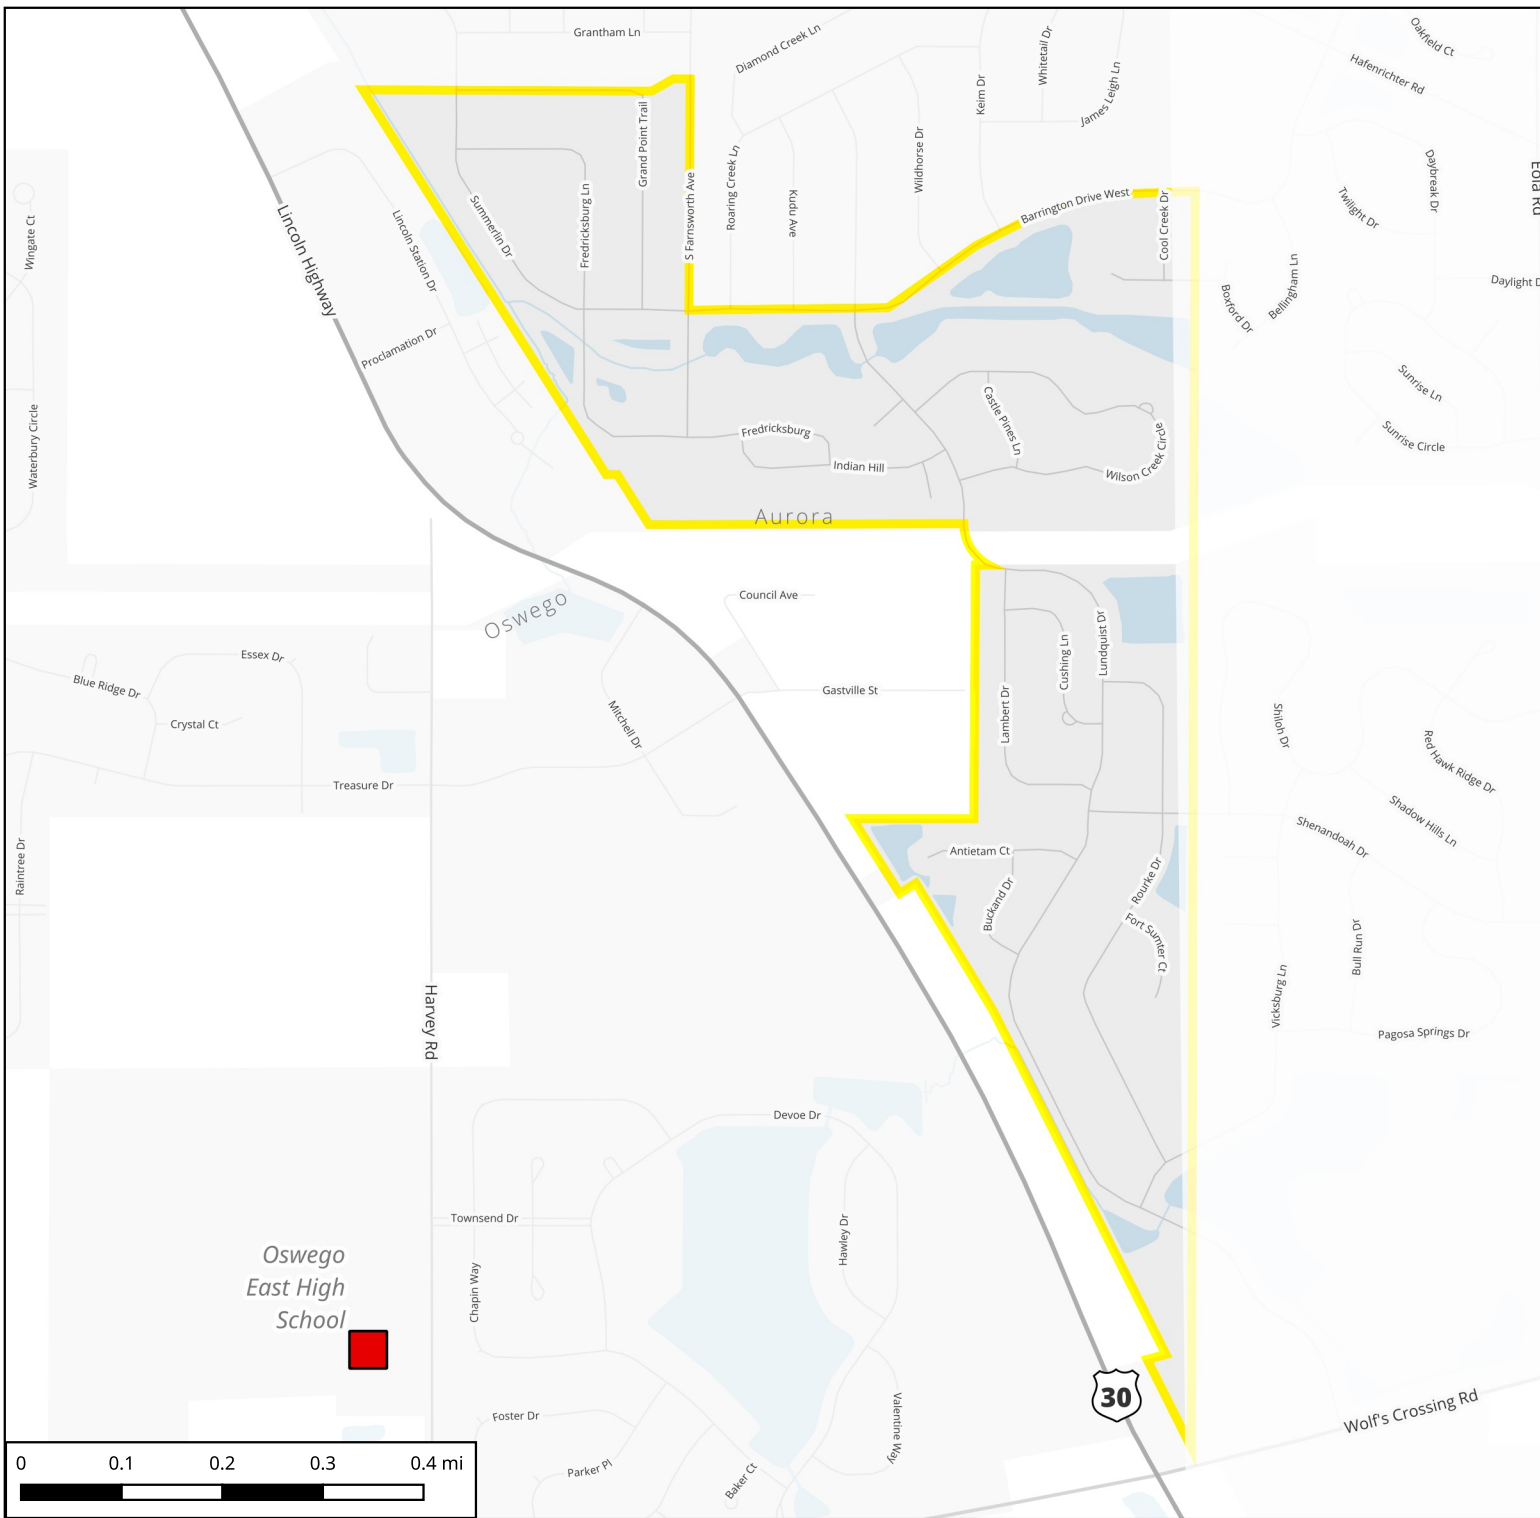 Grantham Ln
Diamond Creek Ln
Whitetail Dr
Oakfield Ct
Hafenrichter Rd
Keim Dr
James Leigh Ln
Grand Point Trail
Wildhorse Dr
Roaring Creek Ln
Kudu Ave
S Farnsworth Ave
Fredricksburg Ln
Summerlin Dr
Lincoln Station Dr
Lincoln Highway
Wingate Ct
Barrington Drive West
Cool Creek Dr
Twilight Dr
Daybreak Dr
Eola Rd
Daylight D
Bellingham Ln
Boxford Dr
Proclamation Dr
Sunrise Ln
Sunrise Circle
Waterbury Circle
Castle Pines Ln
Fredricksburg
Indian Hill
Wilson Creek Circle
Aurora
Oswego
Council Ave
Cushing Ln
Lundquist Dr
Essex Dr
Blue Ridge Dr
Gastville St
Lambert Dr
Crystal Ct
Mitchell Dr
Shiloh Dr
Red Hawk Ridge Dr
Treasure Dr
Shadow Hills Ln
Shenandoah Dr
Raintree Dr
Antietam Ct
Buckand Dr
Rourke Dr
Fort Sumter Ct
Bull Run Dr
Vicksburg Ln
Harvey Rd
Pagosa Springs Dr
Devoe Dr
Townsend Dr
Hawley Dr
Chapin Way
Oswego
East High
School
30
Wolf's Crossing Rd
Foster Dr
Valentine Way
Parker Pl
Baker Ct
0 0.1 0.2 0.3 0.4 mi